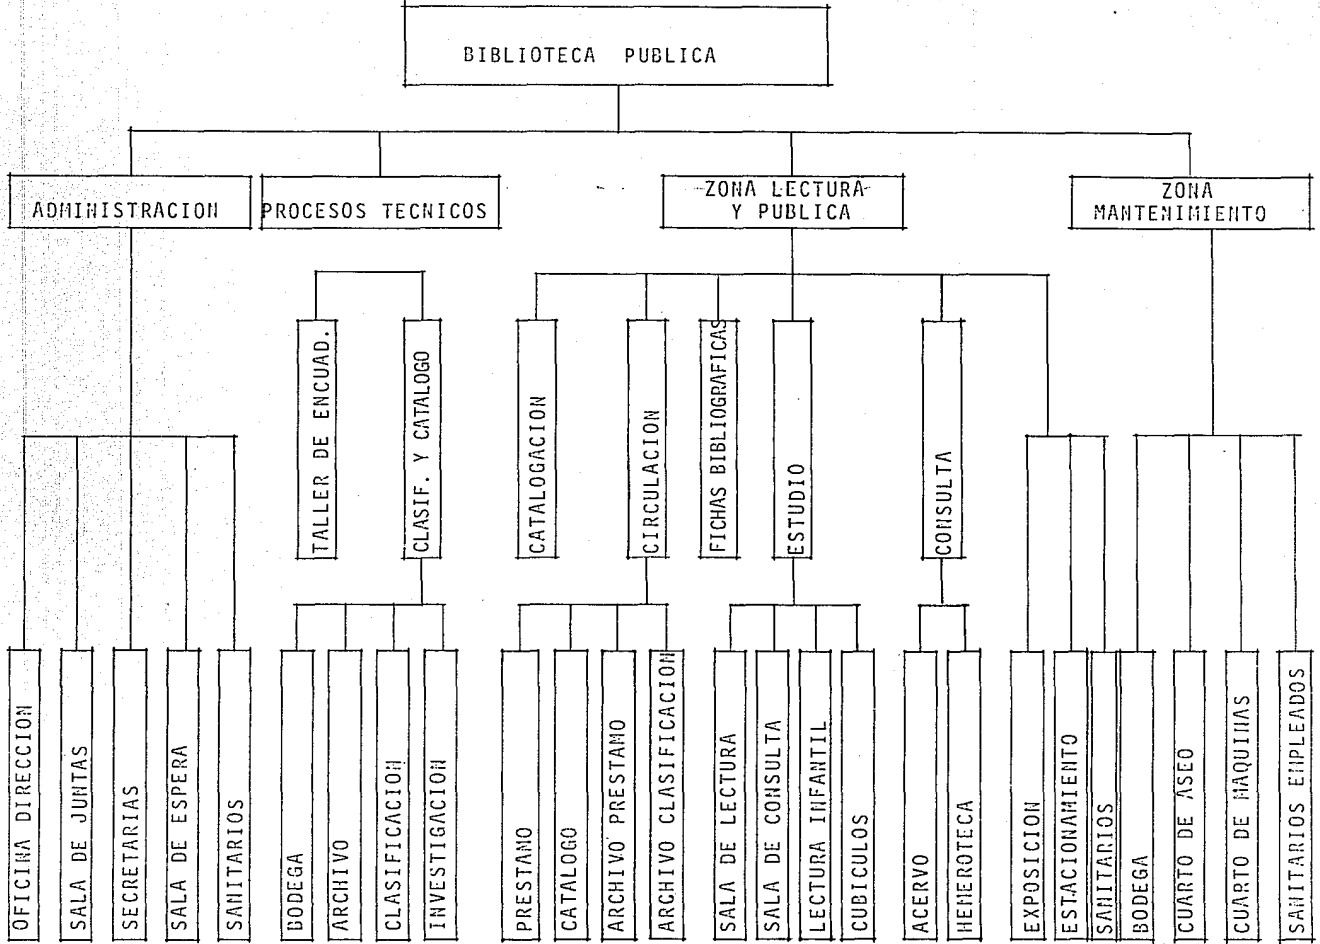 BIBLIOTECA PUBLICA
ADMINISTRACION
PROCESOS TECNICOS
ZONA LECTURA
Y PUBLICA
ZONA
MANTENIMIENTO
TALLER DE ENCUAD.
CLASIF. Y CATALOGO
CATALOGACION
CIRCULACION
FICHAS BIBLIOGRAFICAS
ESTUDIO
CONSULTA
OFICINA DIRECCION
SALA DE JUNTAS
SECRETARIAS
SALA DE ESPERA
SANITARIOS
BODEGA
ARCHIVO
CLASIFICACION
INVESTIGACION
PRESTAMO
CATALOGO
ARCHIVO PRESTAMO
ARCHIVO CLASIFICACION
SALA DE LECTURA
SALA DE CONSULTA
LECTURA INFANTIL
CUBICULOS
ACERVO
HEMEROTECA
EXPOSICION
ESTACIONAMIENTO
SANITARIOS
BODEGA
CUARTO DE ASEO
CUARTO DE MAQUINAS
SANITARIOS EMPLEADOS